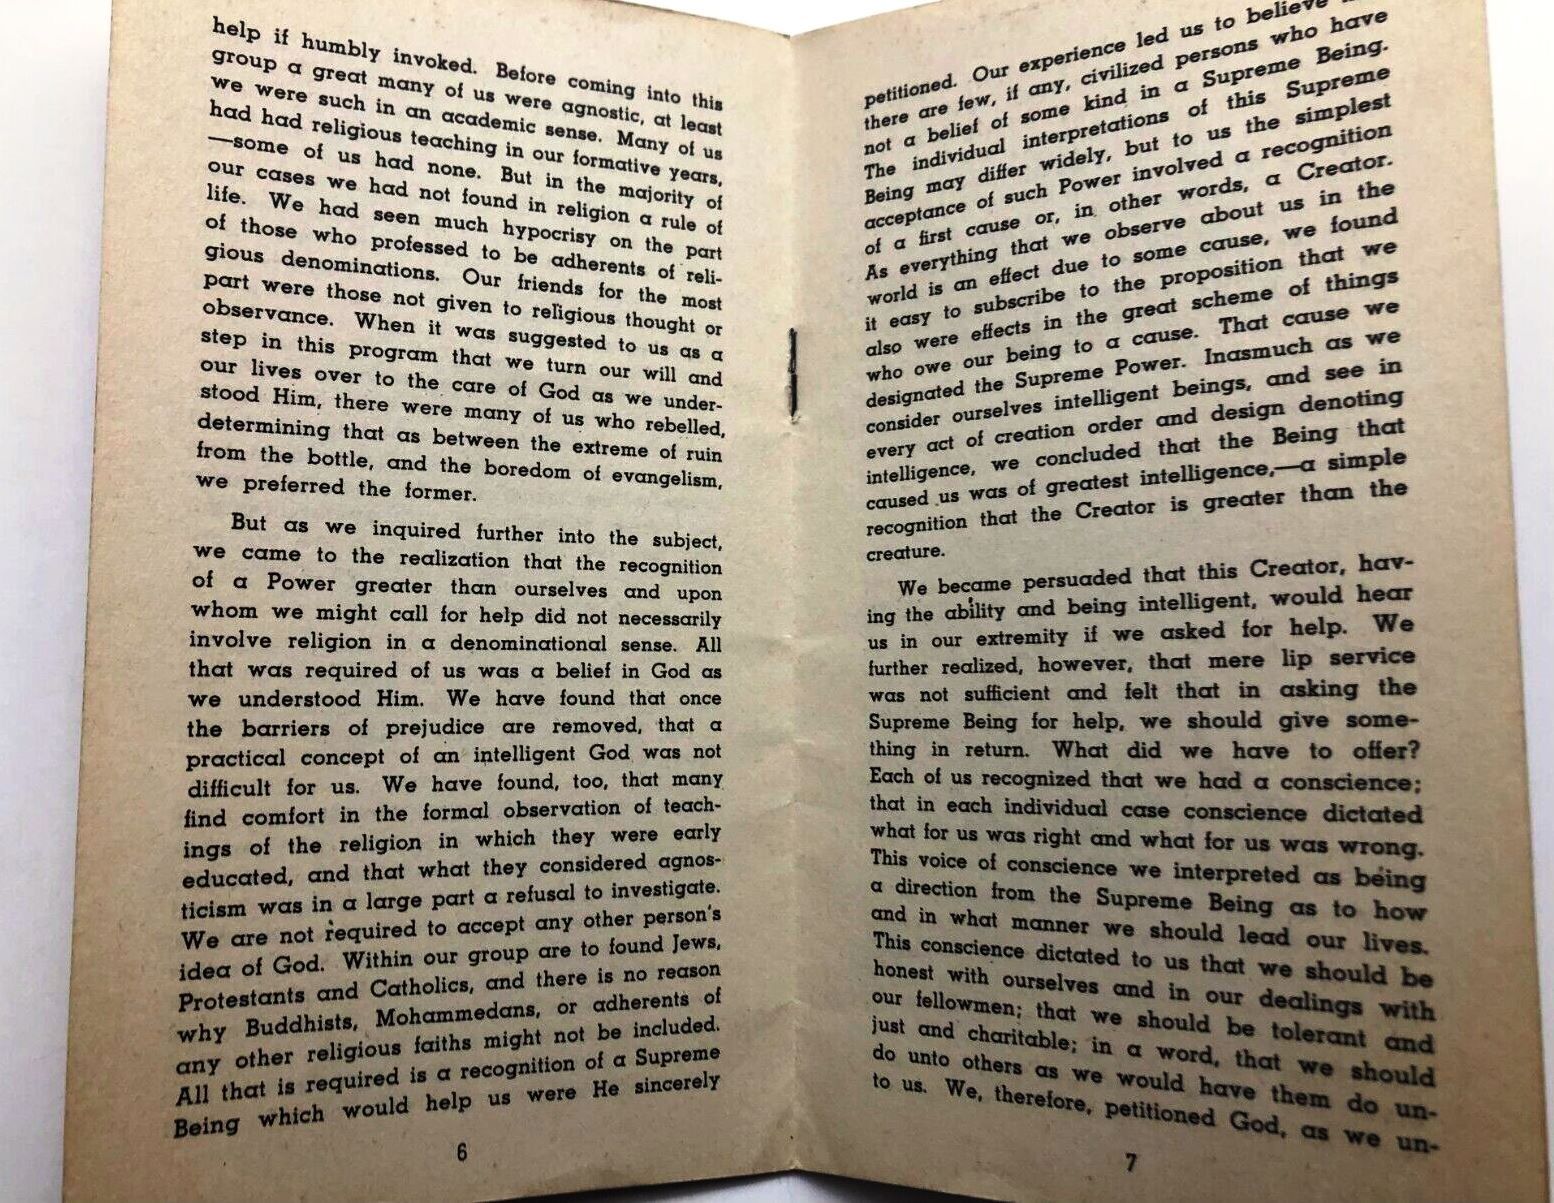 help if humbly invoked. Before coming into this
group a great many of us were agnostic, at least
we were such in an academic sense. Many of us
had had religious teaching in our formative years,
—some of us had none. But in the majority of
our cases we had not found in religion a rule of
life. We had seen much hypocrisy on the part
of those who professed to be adherents of reli-
gious denominations. Our friends for the most
part were those not given to religious thought or
observance. When it was suggested to us as a
step in this program that we turn our will and
our lives over to the care of God as we under-
stood Him, there were many of us who rebelled,
determining that as between the extreme of ruin
from the bottle, and the boredom of evangelism,
we preferred the former.
But as we inquired further into the subject,
we came to the realization that the recognition
of a Power greater than ourselves and upon
whom we might call for help did not necessarily
involve religion in a denominational sense. All
that was required of us was a belief in God as
we understood Him. We have found that once
the barriers of prejudice are removed, that a
practical concept of an intelligent God was not
difficult for us. We have found, too, that many
find comfort in the formal observation of teach-
ings of the religion in which they were early
educated, and that what they considered agnos-
ticism was in a large part a refusal to investigate.
We are not required to accept any other person's
idea of God. Within our group are to found Jews,
Protestants and Catholics, and there is no reason
why Buddhists, Mohammedans, or adherents of
any other religious faiths might not be included.
All that is required is a recognition of a Supreme
Being which would help us were He sincerely
6
petitioned. Our experience led us to believe
there are few, if any, civilized persons who have
not a belief of some kind in a Supreme Being.
The individual interpretations of this Supreme
Being may differ widely, but to us the simplest
acceptance of such Power involved a recognition
of a first cause or, in other words, a Creator.
As everything that we observe about us in the
world is an effect due to some cause, we found
it easy to subscribe to the proposition that we
also were effects in the great scheme of things
who owe our being to a cause. That cause we
designated the Supreme Power. Inasmuch as we
consider ourselves intelligent beings, and see in
every act of creation order and design denoting
intelligence, we concluded that the Being that
caused us was of greatest intelligence,—a simple
recognition that the Creator is greater than the
creature.
We became persuaded that this Creator, hav-
ing the ability and being intelligent, would hear
us in our extremity if we asked for help. We
further realized, however, that mere lip service
was not sufficient and felt that in asking the
Supreme Being for help, we should give some-
thing in return. What did we have to offer?
Each of us recognized that we had a conscience;
that in each individual case conscience dictated
what for us was right and what for us was wrong.
This voice of conscience we interpreted as being
a direction from the Supreme Being as to how
and in what manner we should lead our lives.
This conscience dictated to us that we should be
honest with ourselves and in our dealings with
our fellowmen; that we should be tolerant and
just and charitable; in a word, that we should
do unto others as we would have them do un-
to us. We, therefore, petitioned God, as we un-
7